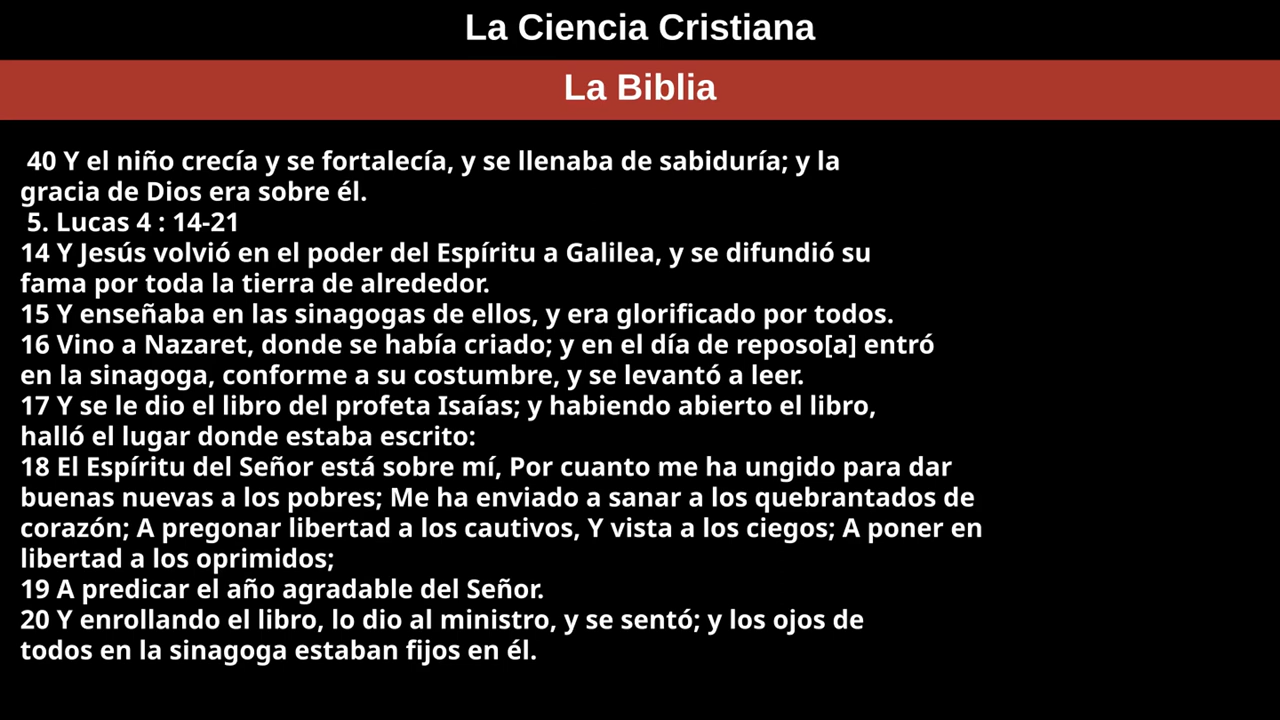 La Ciencia Cristiana
La Biblia
40 Y el niño crecía y se fortalecía, y se llenaba de sabiduría; y la
gracia de Dios era sobre él.
5. Lucas 4 : 14-21
14 Y Jesús volvió en el poder del Espíritu a Galilea, y se difundió su
fama por toda la tierra de alrededor.
15 Y enseñaba en las sinagogas de ellos, y era glorificado por todos.
16 Vino a Nazaret, donde se había criado; y en el día de reposo[a] entró
en la sinagoga, conforme a su costumbre, y se levantó a leer.
17 Y se le dio el libro del profeta Isaías; y habiendo abierto el libro,
halló el lugar donde estaba escrito:
18 El Espíritu del Señor está sobre mí, Por cuanto me ha ungido para dar
buenas nuevas a los pobres; Me ha enviado a sanar a los quebrantados de
corazón; A pregonar libertad a los cautivos, Y vista a los ciegos; A poner en
libertad a los oprimidos;
19 A predicar el año agradable del Señor.
20 Y enrollando el libro, lo dio al ministro, y se sentó; y los ojos de
todos en la sinagoga estaban fijos en él.